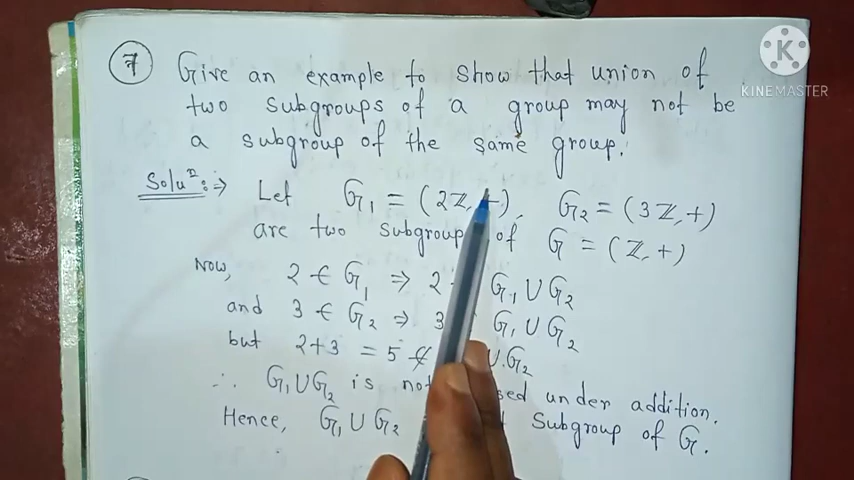 7 Give an example to show that union of
two subgroups of a group may not be
a subgroup of the same group.
Solun :⇒ Let G1 = (2ℤ, +), G2 = (3ℤ, +)
are two subgroups of G = (ℤ, +)
Now, 2 ∈ G1 ⇒ 2 G1 ∪ G2
and 3 ∈ G2 ⇒ 3 G1 ∪ G2
but 2+3 = 5 ∉ ∪ G2
∴ G1 ∪ G2 is not under addition.
Hence, G1 ∪ G2 Subgroup of G.
K
KINEMASTER